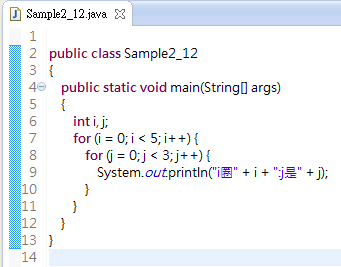 Sample2_12.java
1
2 public class Sample2_12
3 {
4 public static void main(String[] args)
5 {
6 int i, j;
7 for (i = 0; i < 5; i++) {
8 for (j = 0; j < 3; j++) {
9 System.out.println("i圈" + i + ":j是" + j);
10 }
11 }
12 }
13 }
14